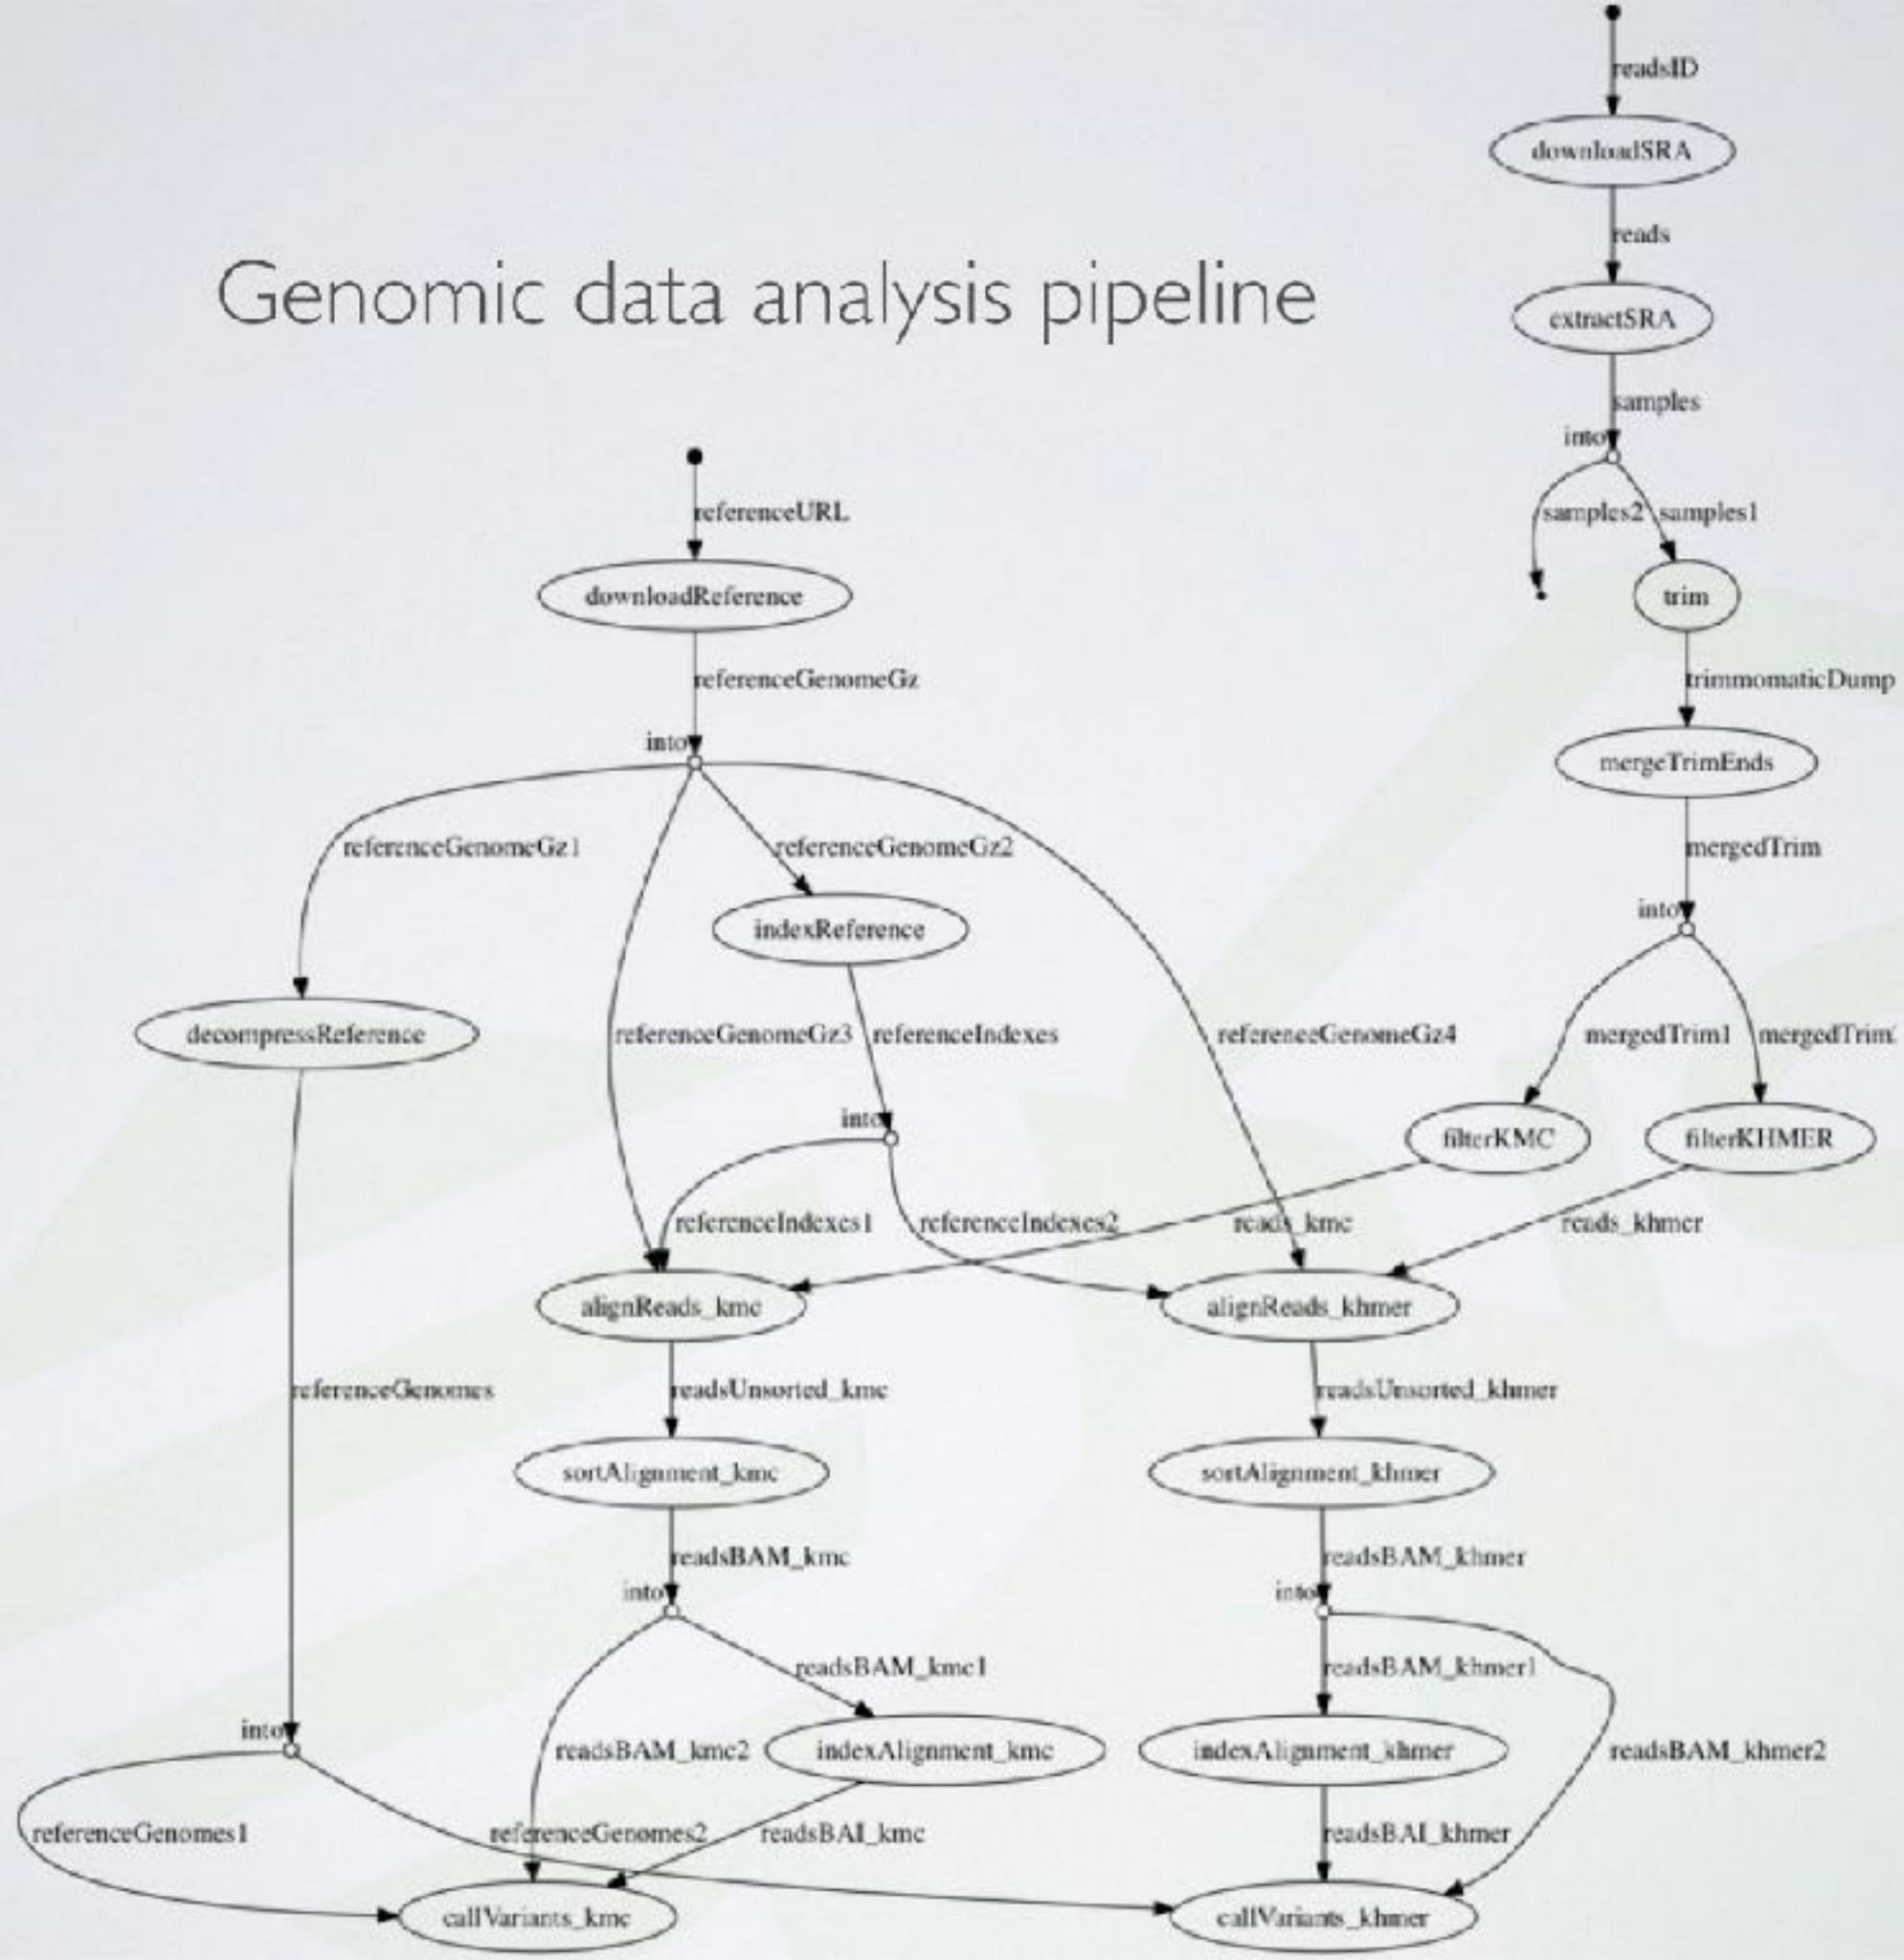 readsID
downloadSRA
reads
Genomic data analysis pipeline
extractSRA
samples
into
referenceURL
samples2
samples1
downloadReference
trim
referenceGenomeGz
trimmomaticDump
into
mergeTrimEnds
referenceGenomeGz1
referenceGenomeGz2
mergedTrim
into
indexReference
decompressReference
referenceGenomeGz3
referenceIndexes
referenceGenomeGz4
mergedTrim1
mergedTrim
into
filterKMC
filterKHMER
referenceIndexes1
referenceIndexes2
reads_kmc
reads_khmer
alignReads_kmc
alignReads_khmer
referenceGenomes
readsUnsorted_kmc
readsUnsorted_khmer
sortAlignment_kmc
sortAlignment_khmer
readsBAM_kmc
readsBAM_khmer
into
into
readsBAM_kmc1
readsBAM_khmer1
into
readsBAM_kmc2
indexAlignment_kmc
indexAlignment_khmer
readsBAM_khmer2
referenceGenomes1
referenceGenomes2
readsBAI_kmc
readsBAI_khmer
callVariants_kmc
callVariants_khmer